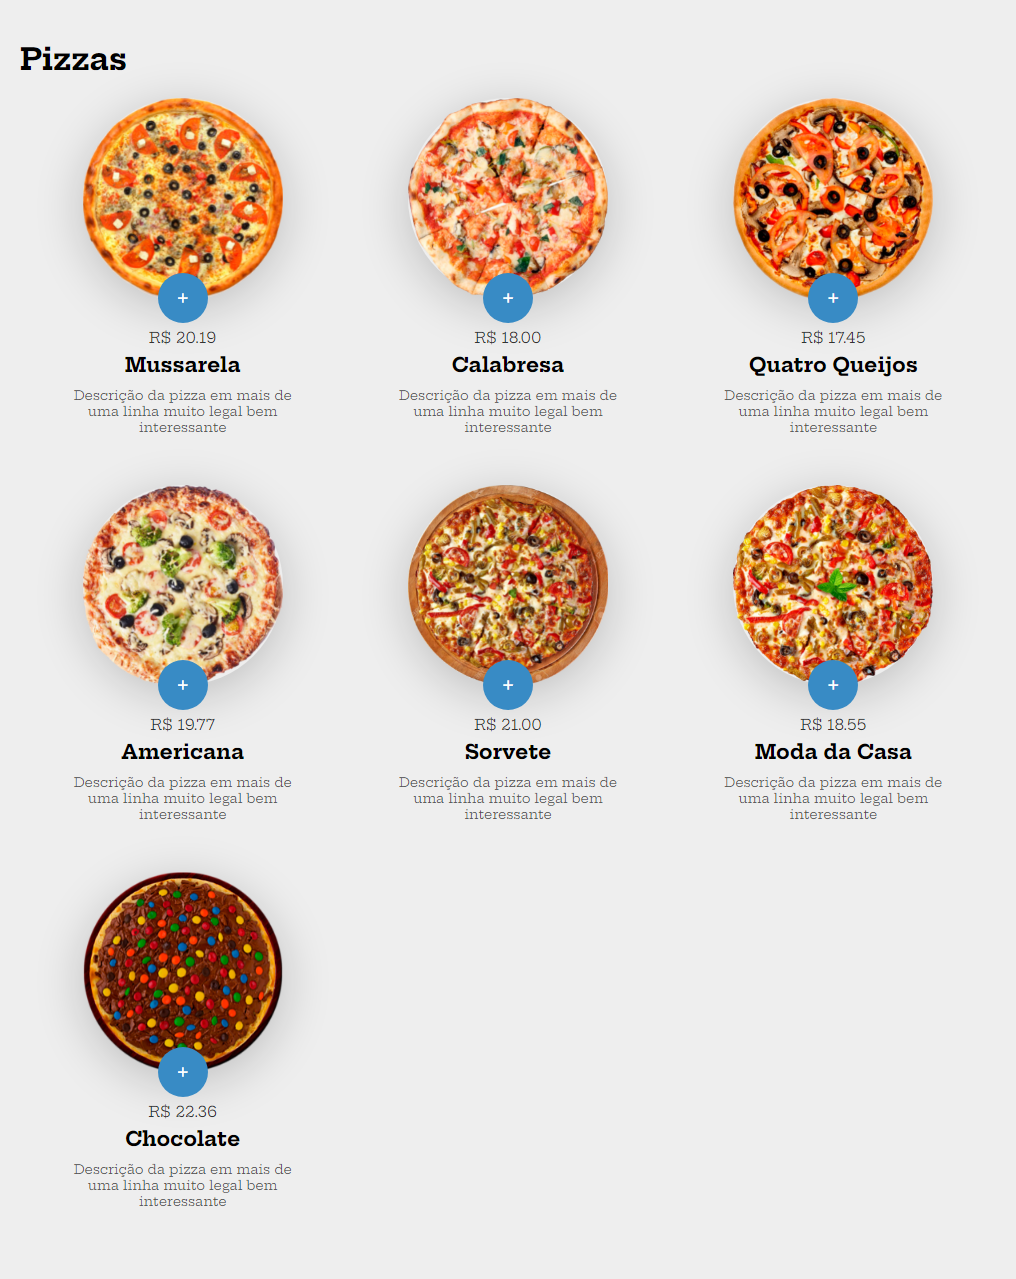 Pizzas
+
+
+
R$ 20.19
R$ 18.00
R$ 17.45
Mussarela
Calabresa
Quatro Queijos
Descrição da pizza em mais de
uma linha muito legal bem
interessante
Descrição da pizza em mais de
uma linha muito legal bem
interessante
Descrição da pizza em mais de
uma linha muito legal bem
interessante
+
+
+
R$ 19.77
R$ 21.00
R$ 18.55
Americana
Sorvete
Moda da Casa
Descrição da pizza em mais de
uma linha muito legal bem
interessante
Descrição da pizza em mais de
uma linha muito legal bem
interessante
Descrição da pizza em mais de
uma linha muito legal bem
interessante
+
R$ 22.36
Chocolate
Descrição da pizza em mais de
uma linha muito legal bem
interessante